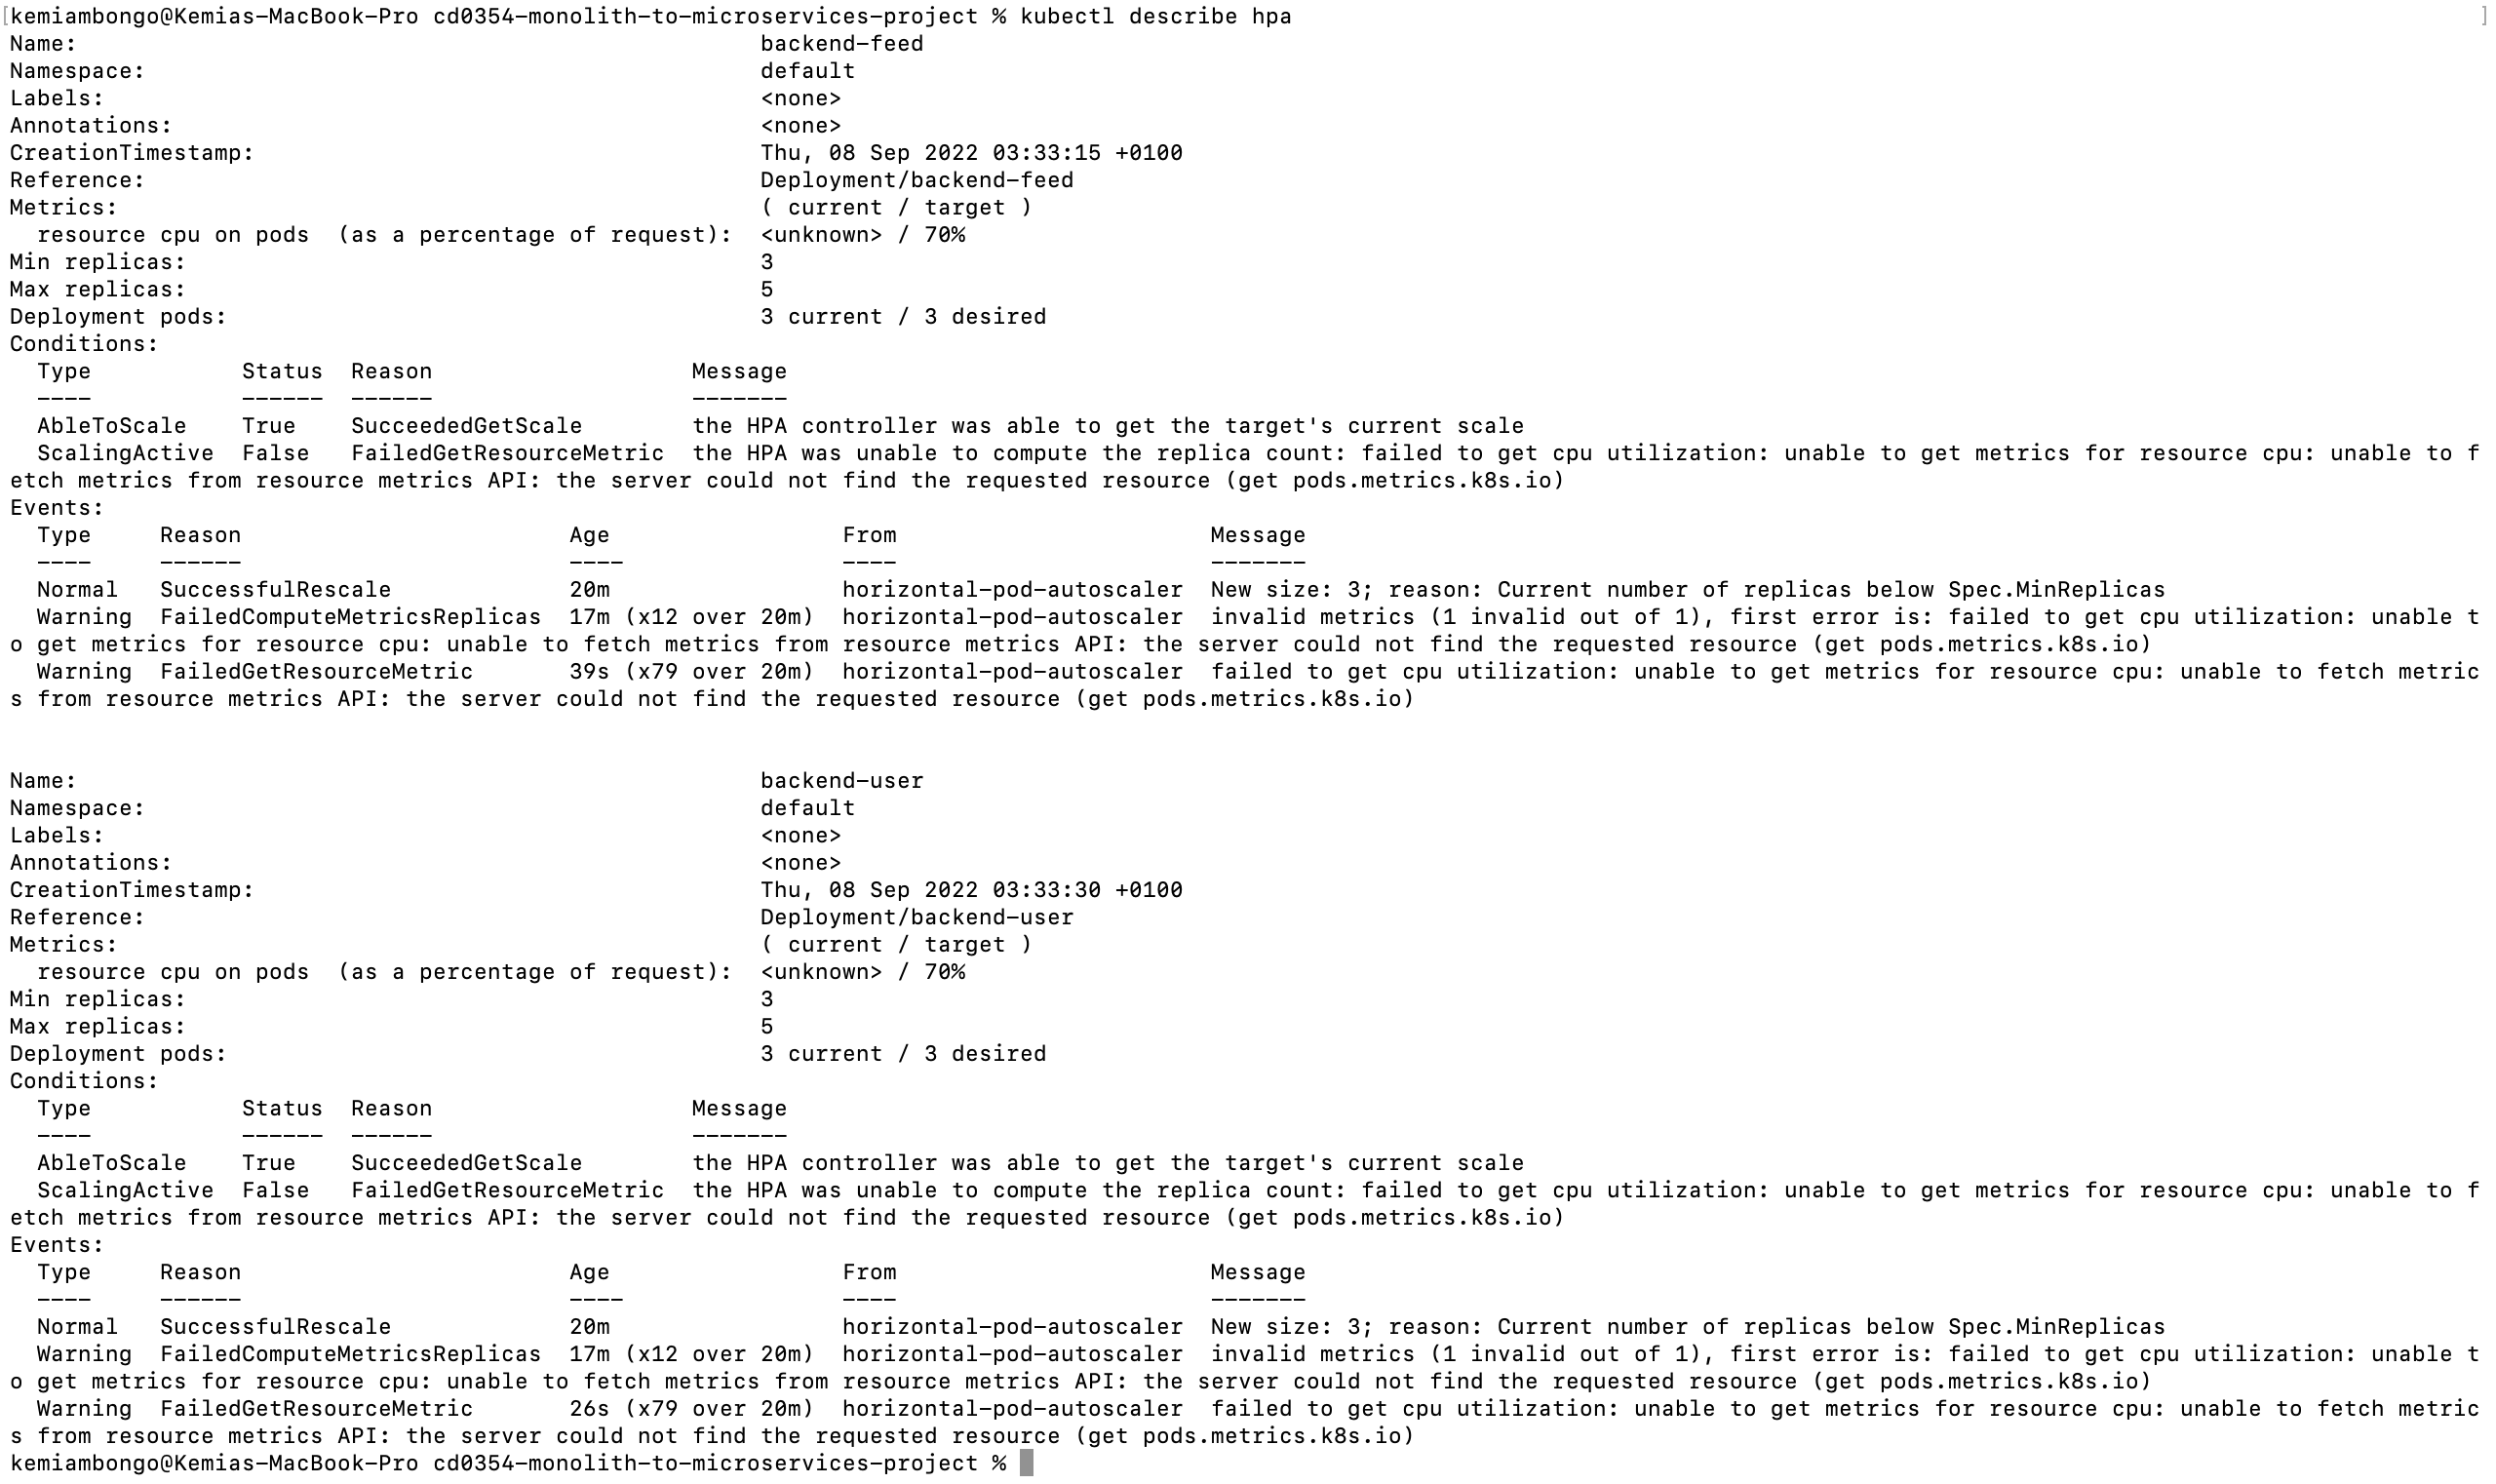 [kemiambongo@Kemias-MacBook-Pro cd0354-monolith-to-microservices-project % kubectl describe hpa ]
Name: backend-feed
Namespace: default
Labels: <none>
Annotations: <none>
CreationTimestamp: Thu, 08 Sep 2022 03:33:15 +0100
Reference: Deployment/backend-feed
Metrics: ( current / target )
  resource cpu on pods  (as a percentage of request): <unknown> / 70%
Min replicas: 3
Max replicas: 5
Deployment pods: 3 current / 3 desired
Conditions:
  Type           Status  Reason                   Message
  ----           ------  ------                   -------
  AbleToScale    True    SucceededGetScale        the HPA controller was able to get the target's current scale
  ScalingActive  False   FailedGetResourceMetric  the HPA was unable to compute the replica count: failed to get cpu utilization: unable to get metrics for resource cpu: unable to f
etch metrics from resource metrics API: the server could not find the requested resource (get pods.metrics.k8s.io)
Events:
  Type     Reason                        Age                 From                       Message
  ----     ------                        ----                ----                       -------
  Normal   SuccessfulRescale             20m                 horizontal-pod-autoscaler  New size: 3; reason: Current number of replicas below Spec.MinReplicas
  Warning  FailedComputeMetricsReplicas  17m (x12 over 20m)  horizontal-pod-autoscaler  invalid metrics (1 invalid out of 1), first error is: failed to get cpu utilization: unable t
o get metrics for resource cpu: unable to fetch metrics from resource metrics API: the server could not find the requested resource (get pods.metrics.k8s.io)
  Warning  FailedGetResourceMetric       39s (x79 over 20m)  horizontal-pod-autoscaler  failed to get cpu utilization: unable to get metrics for resource cpu: unable to fetch metric
s from resource metrics API: the server could not find the requested resource (get pods.metrics.k8s.io)
Name: backend-user
Namespace: default
Labels: <none>
Annotations: <none>
CreationTimestamp: Thu, 08 Sep 2022 03:33:30 +0100
Reference: Deployment/backend-user
Metrics: ( current / target )
  resource cpu on pods  (as a percentage of request): <unknown> / 70%
Min replicas: 3
Max replicas: 5
Deployment pods: 3 current / 3 desired
Conditions:
  Type           Status  Reason                   Message
  ----           ------  ------                   -------
  AbleToScale    True    SucceededGetScale        the HPA controller was able to get the target's current scale
  ScalingActive  False   FailedGetResourceMetric  the HPA was unable to compute the replica count: failed to get cpu utilization: unable to get metrics for resource cpu: unable to f
etch metrics from resource metrics API: the server could not find the requested resource (get pods.metrics.k8s.io)
Events:
  Type     Reason                        Age                 From                       Message
  ----     ------                        ----                ----                       -------
  Normal   SuccessfulRescale             20m                 horizontal-pod-autoscaler  New size: 3; reason: Current number of replicas below Spec.MinReplicas
  Warning  FailedComputeMetricsReplicas  17m (x12 over 20m)  horizontal-pod-autoscaler  invalid metrics (1 invalid out of 1), first error is: failed to get cpu utilization: unable t
o get metrics for resource cpu: unable to fetch metrics from resource metrics API: the server could not find the requested resource (get pods.metrics.k8s.io)
  Warning  FailedGetResourceMetric       26s (x79 over 20m)  horizontal-pod-autoscaler  failed to get cpu utilization: unable to get metrics for resource cpu: unable to fetch metric
s from resource metrics API: the server could not find the requested resource (get pods.metrics.k8s.io)
kemiambongo@Kemias-MacBook-Pro cd0354-monolith-to-microservices-project %